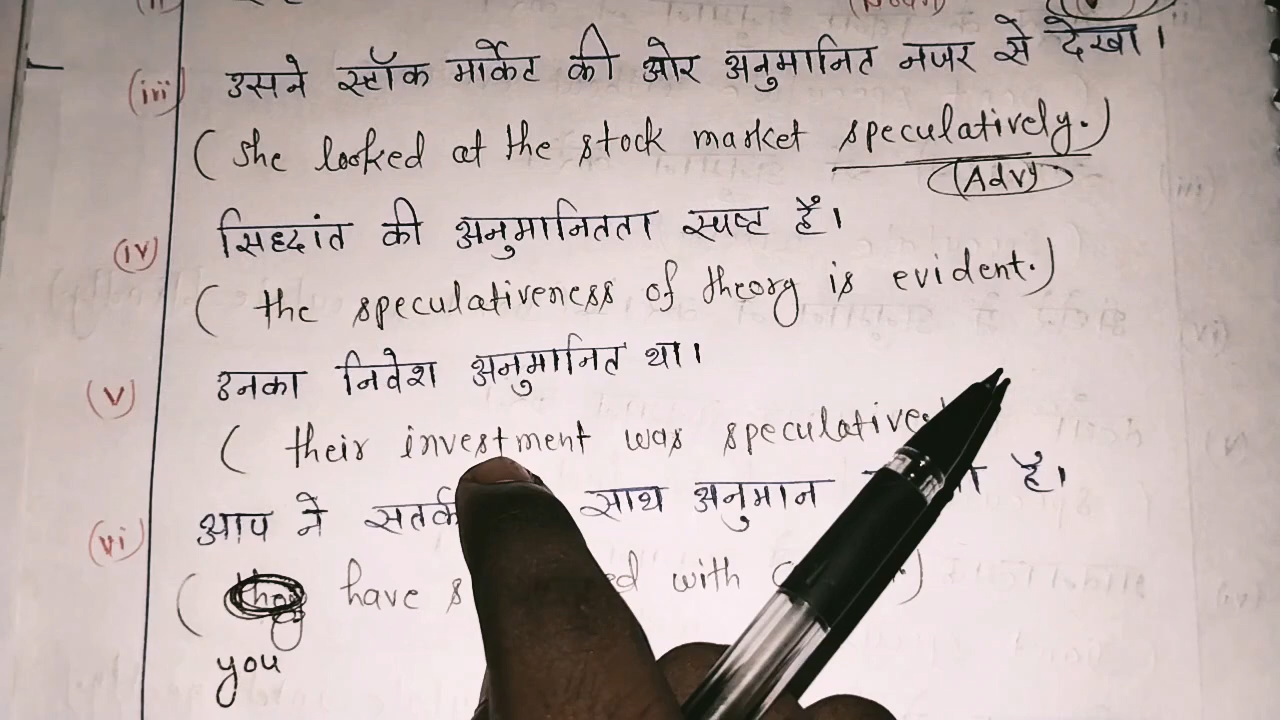 (iii) उसने स्टॉक मार्केट की ओर अनुमानित नजर से देखा।
( she looked at the stock market speculatively.)
(Adv)
(iv) सिद्धांत की अनुमानितता स्पष्ट है।
( the speculativeness of theory is evident.)
(v) उनका निवेश अनुमानित था।
( their investment was speculative
(vi) आप ने सतर्क साथ अनुमान है।
( have with )
you